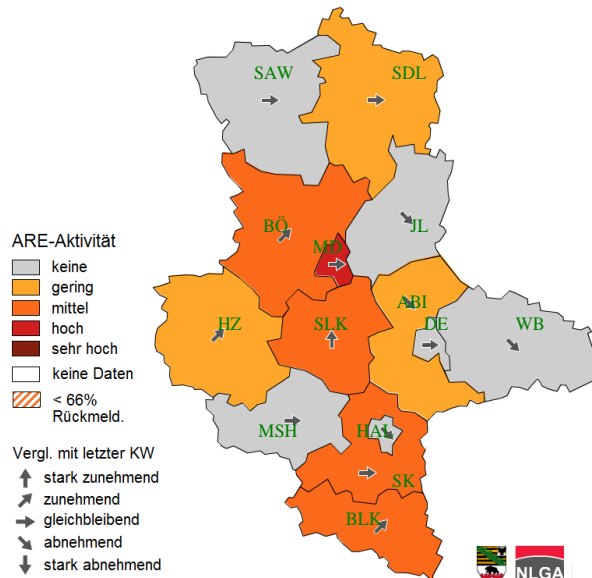 SAW
SDL
BÖ
JL
MD
ABI
HZ
SLK
DE
WB
MSH
HAL
SK
BLK
ARE-Aktivität
keine
gering
mittel
hoch
sehr hoch
keine Daten
< 66%
Rückmeld.
Vergl. mit letzter KW
stark zunehmend
zunehmend
gleichbleibend
abnehmend
stark abnehmend
NLGA